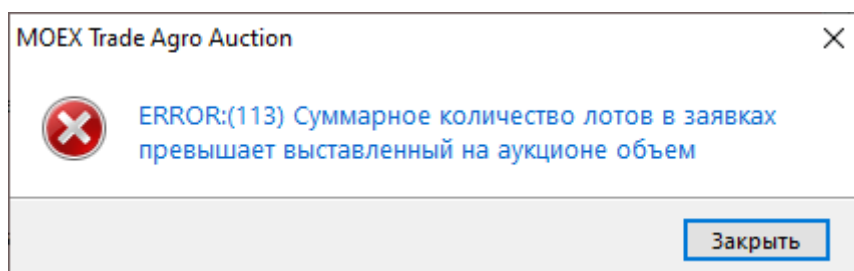 MOEX Trade Agro Auction
ERROR:(113) Суммарное количество лотов в заявках
превышает выставленный на аукционе объем
Закрыть